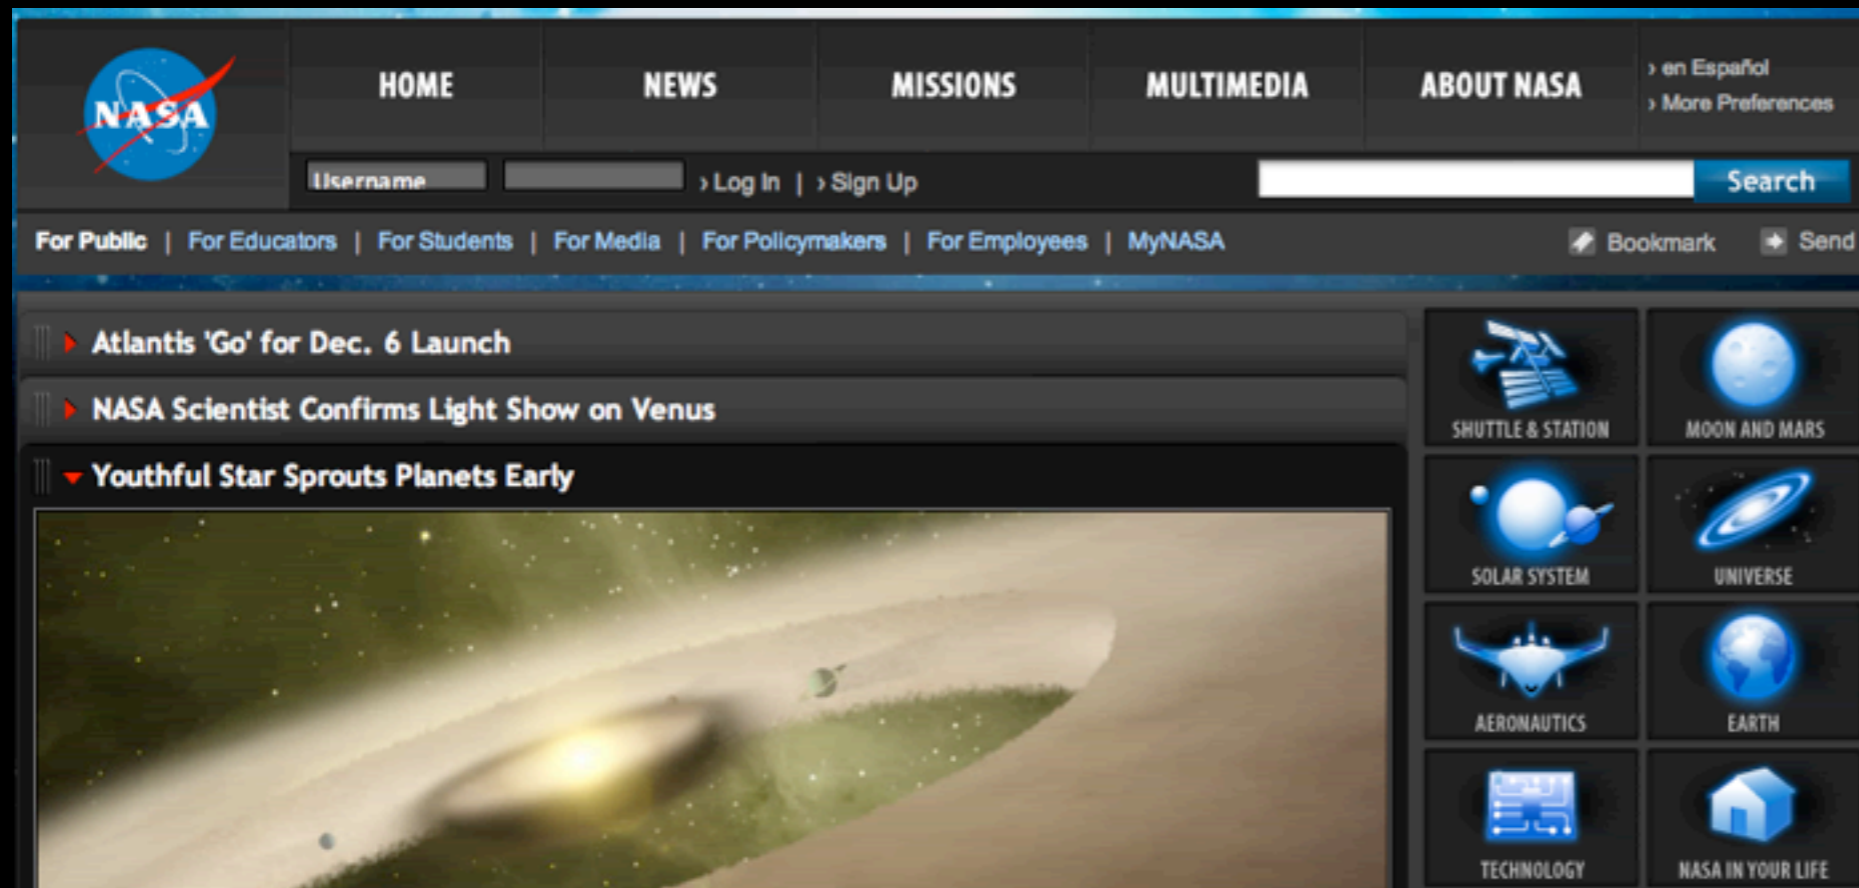 NASA
HOME
NEWS
MISSIONS
MULTIMEDIA
ABOUT NASA
› en Español
› More Preferences
Username
› Log In | › Sign Up
Search
For Public | For Educators | For Students | For Media | For Policymakers | For Employees | MyNASA
Bookmark
Send
Atlantis 'Go' for Dec. 6 Launch
NASA Scientist Confirms Light Show on Venus
Youthful Star Sprouts Planets Early
SHUTTLE & STATION
MOON AND MARS
SOLAR SYSTEM
UNIVERSE
AERONAUTICS
EARTH
TECHNOLOGY
NASA IN YOUR LIFE